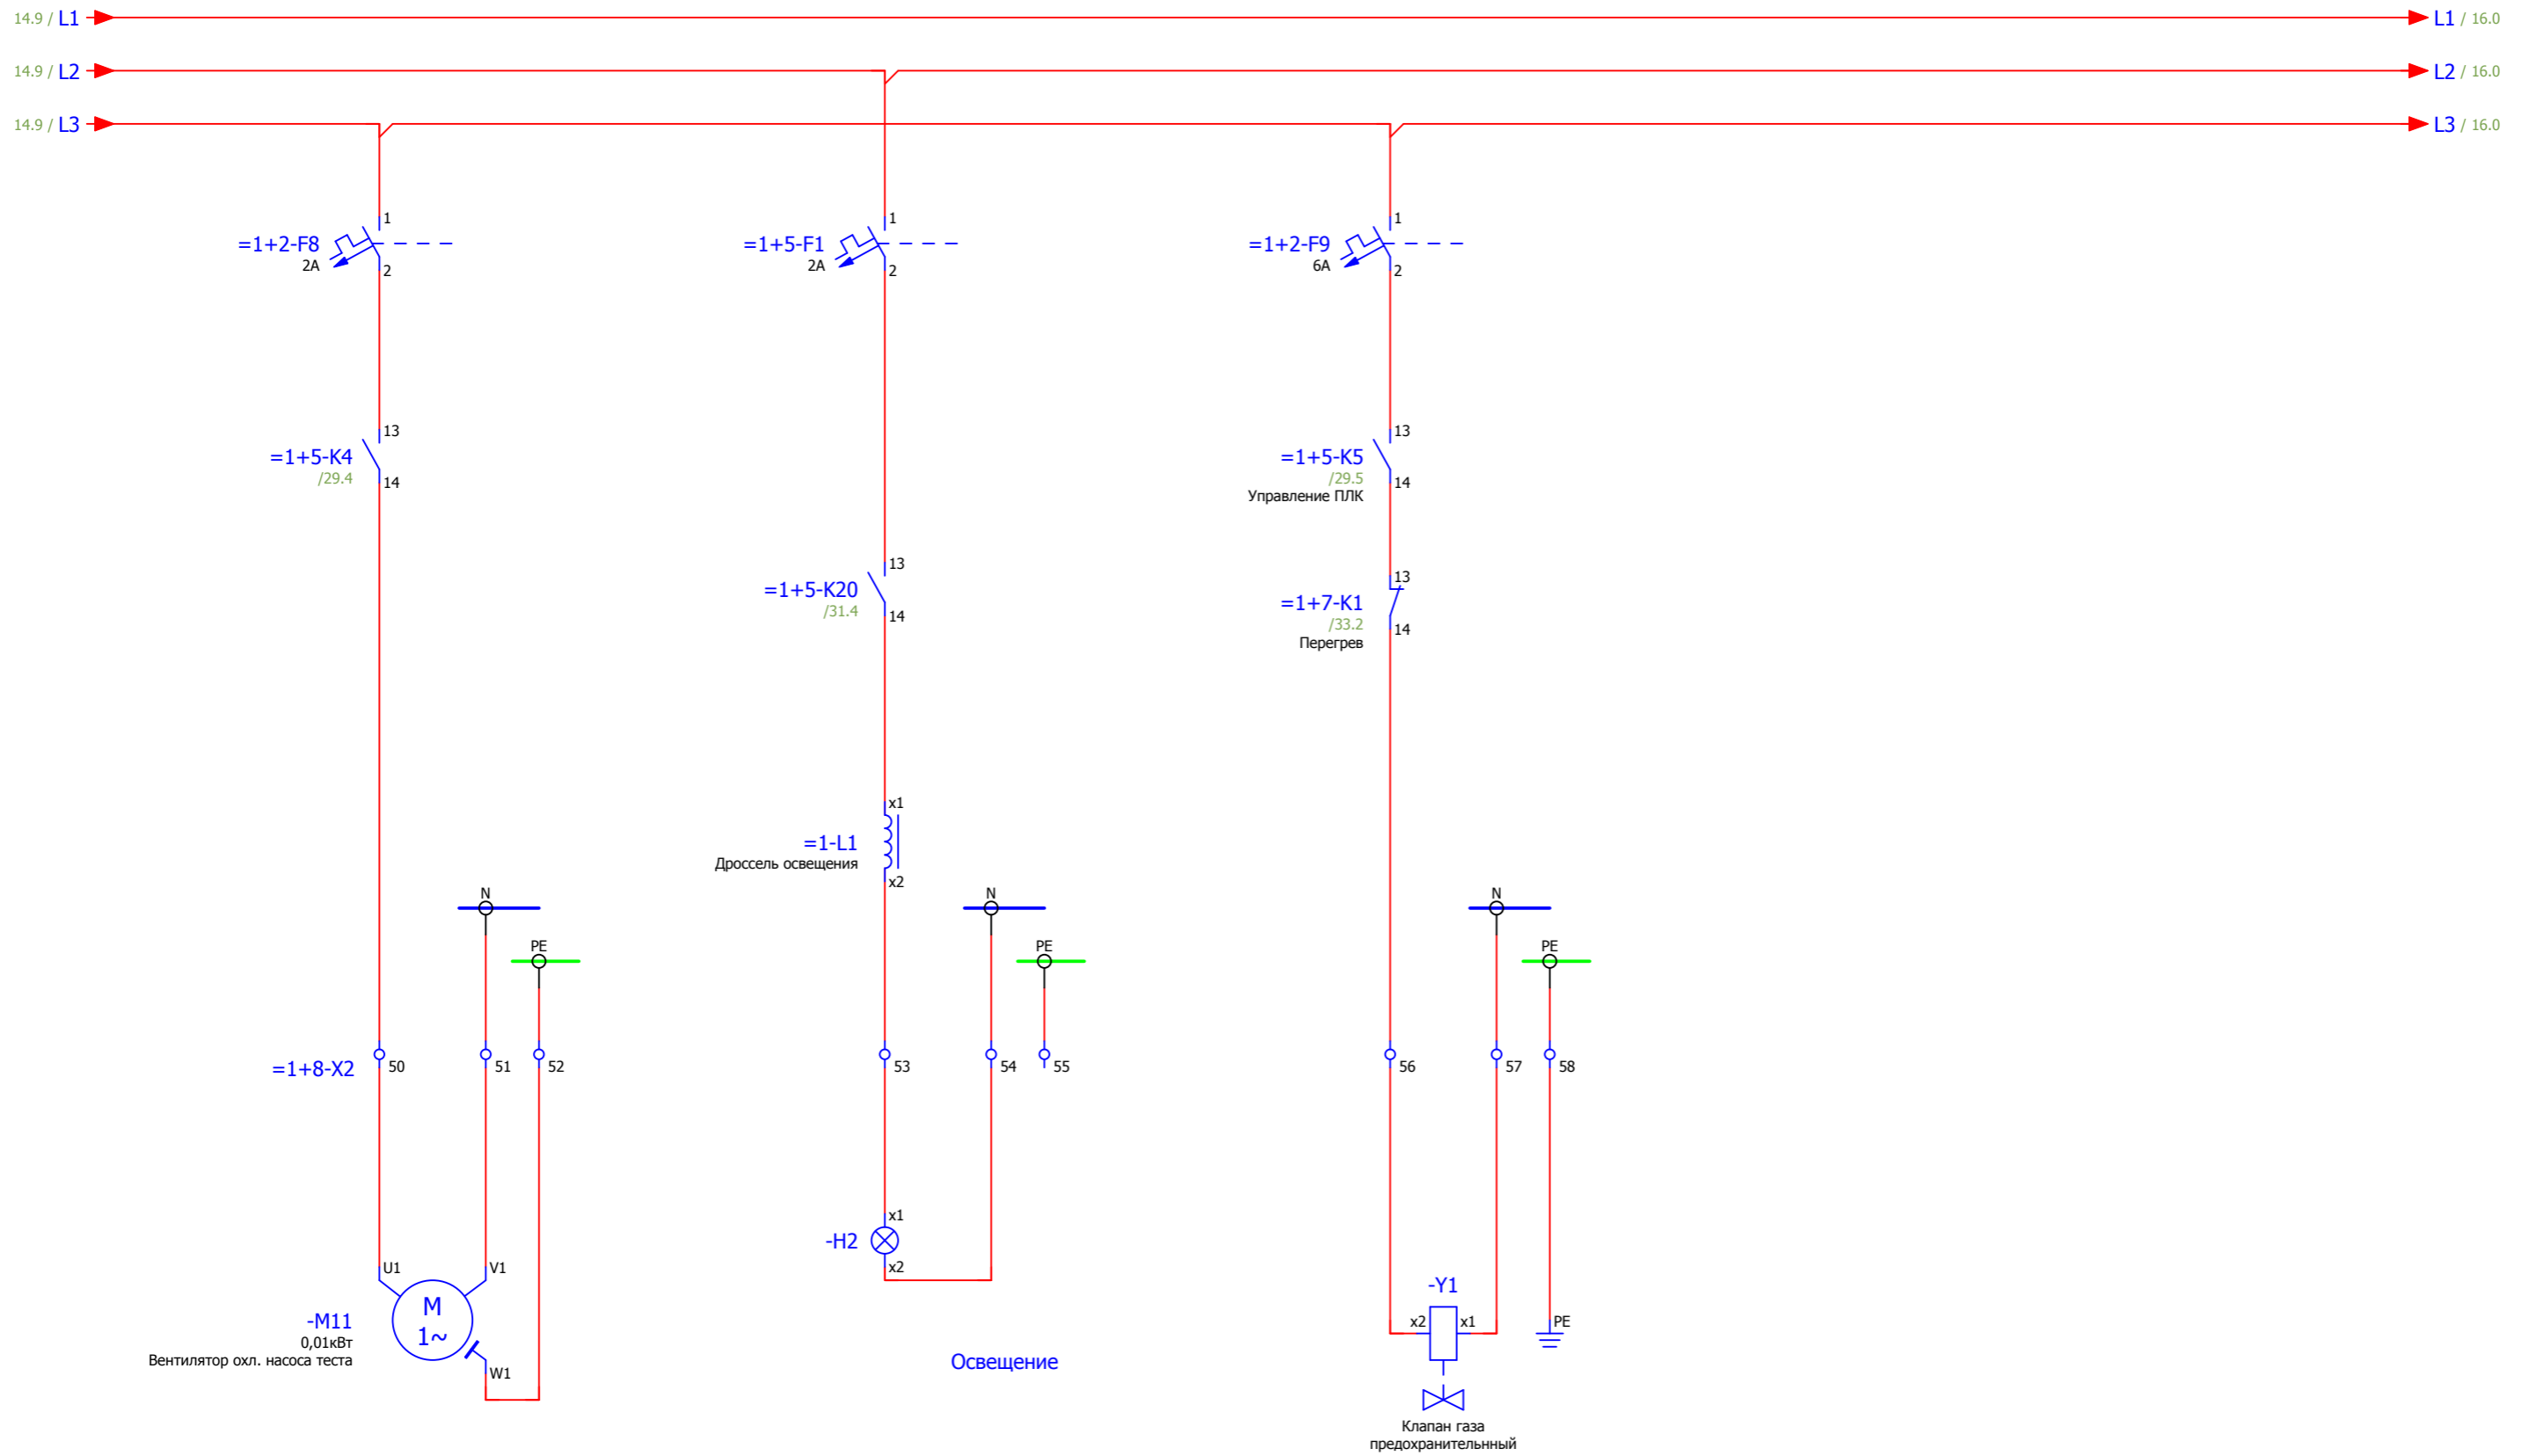 14.9 / L1
L1 / 16.0
14.9 / L2
L2 / 16.0
14.9 / L3
L3 / 16.0
1
=1+2-F8
2A
2
1
=1+5-F1
2A
2
1
=1+2-F9
6A
2
13
=1+5-K4
/29.4
14
13
=1+5-K5
/29.5
14
Управление ПЛК
13
=1+5-K20
/31.4
14
13
=1+7-K1
/33.2
14
Перегрев
x1
=1-L1
Дроссель освещения
x2
N
N
N
PE
PE
PE
=1+8-X2
50
51
52
53
54
55
56
57
58
x1
-H2
x2
U1
V1
M
1~
-M11
0,01кВт
Вентилятор охл. насоса теста
W1
Освещение
-Y1
x2
x1
PE
Клапан газа
предохранительнный